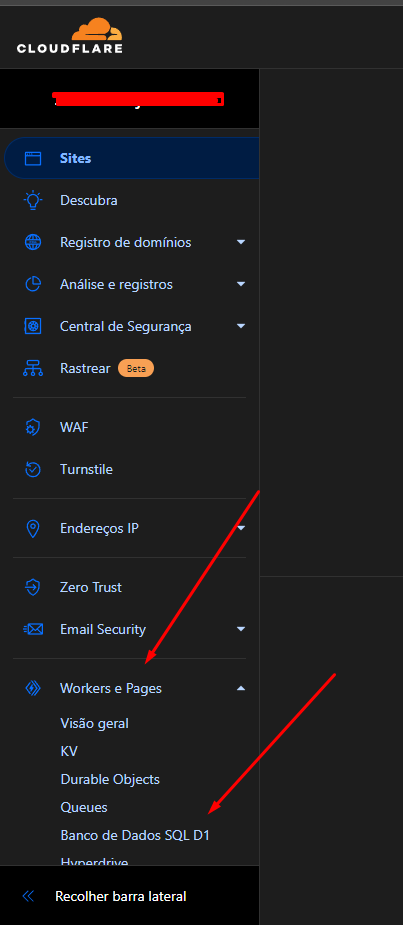 CLOUDFLARE
Sites
Descubra
Registro de domínios
Análise e registros
Central de Segurança
Rastrear Beta
WAF
Turnstile
Endereços IP
Zero Trust
Email Security
Workers e Pages
Visão geral
KV
Durable Objects
Queues
Banco de Dados SQL D1
Hyperdrive
Recolher barra lateral